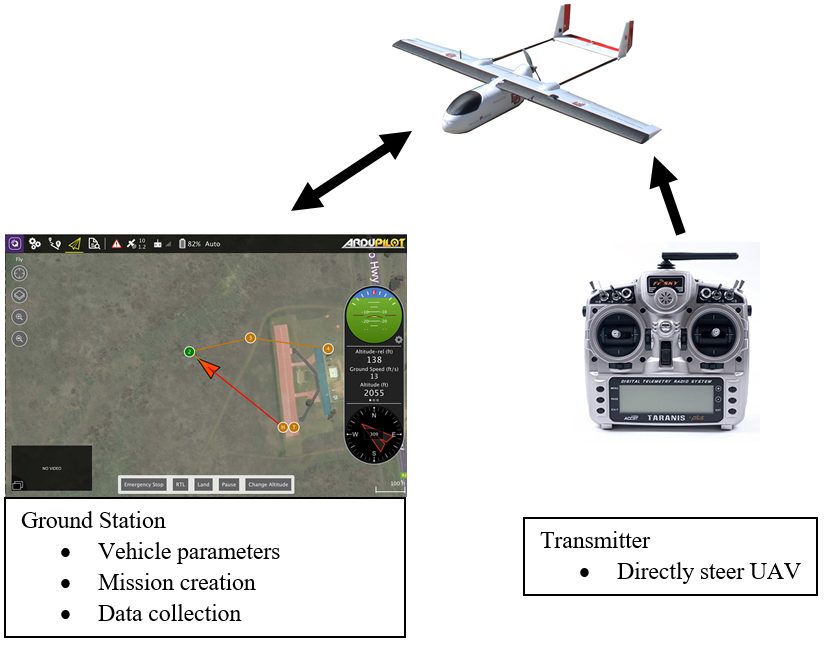 10
1.2
82% Auto
ARDUPILOT
Fly
o Hwy
Altitude-rel (ft)
138
Ground Speed (ft/s)
13
Altitude (ft)
2055
2
3
4
H
N
W
309
E
S
NO VIDEO
Emergency Stop
RTL
Land
Pause
Change Altitude
100 f
FrSKY
DIGITAL TELEMETRY RADIO SYSTEM
ACCST
TARANIS plus
Ground Station
• Vehicle parameters
• Mission creation
• Data collection
Transmitter
• Directly steer UAV